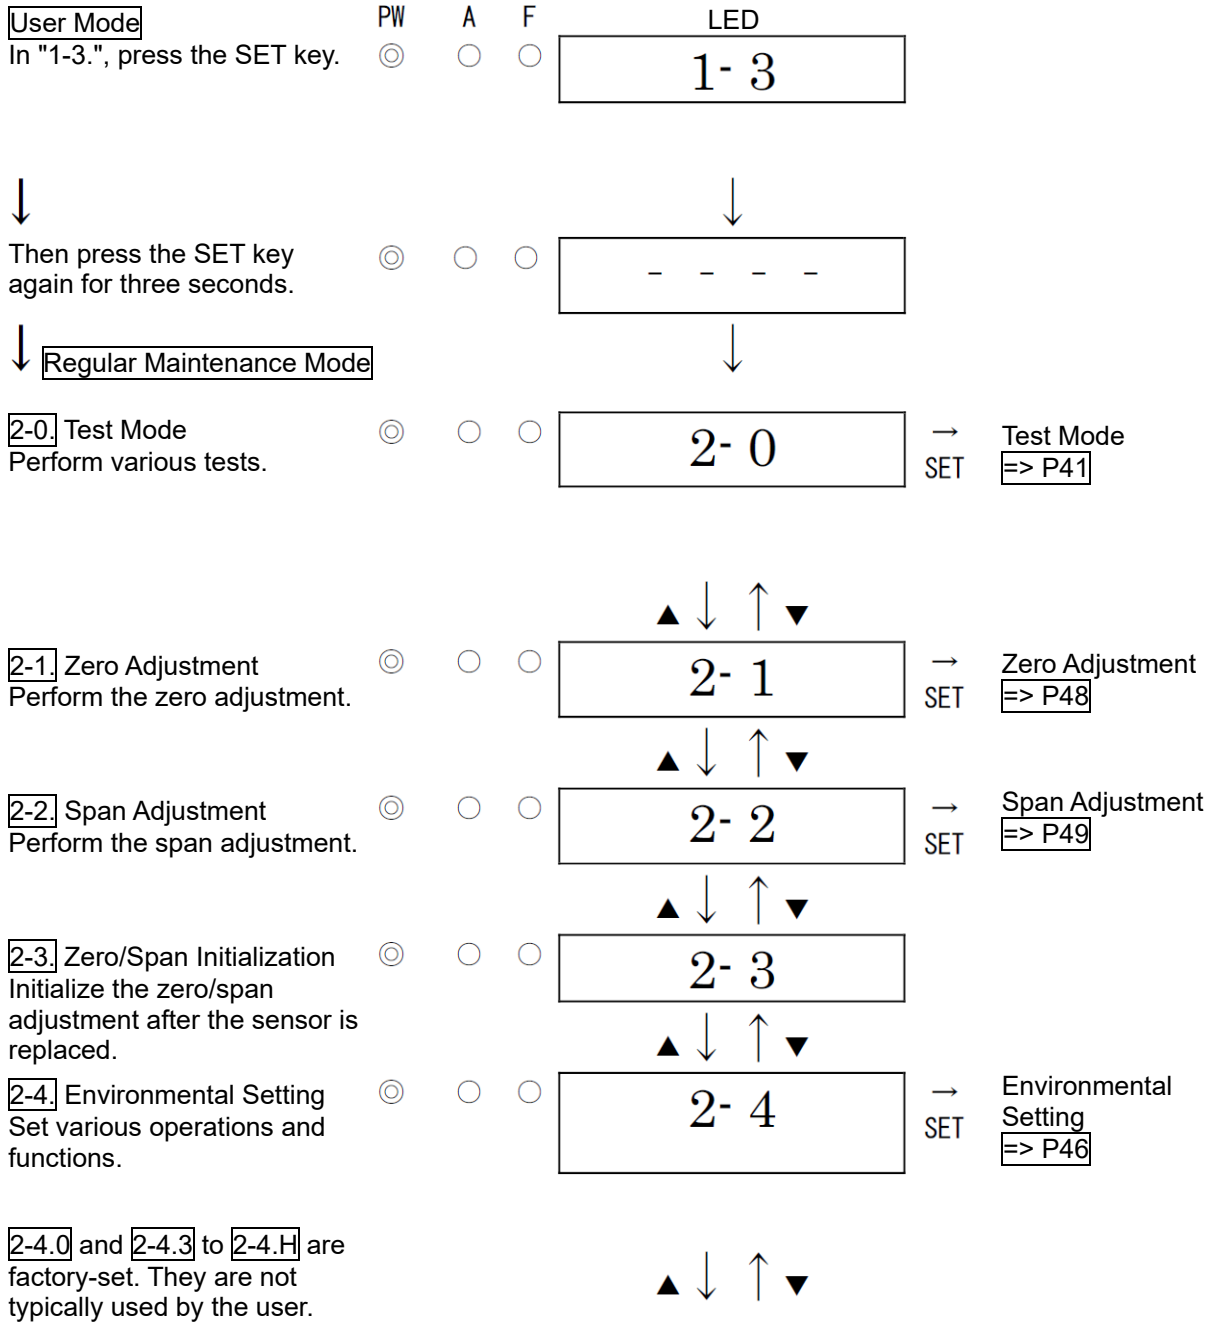 User Mode PW A F LED
In "1-3.", press the SET key. ◎ ○ ○ 1- 3
↓ ↓
Then press the SET key
again for three seconds. ◎ ○ ○ - - - -
↓ Regular Maintenance Mode ↓
2-0. Test Mode ◎ ○ ○ 2- 0 → Test Mode
Perform various tests. SET => P41
▲ ↓ ↑ ▼
2-1. Zero Adjustment ◎ ○ ○ 2- 1 → Zero Adjustment
Perform the zero adjustment. SET => P48
▲ ↓ ↑ ▼
2-2. Span Adjustment ◎ ○ ○ 2- 2 → Span Adjustment
Perform the span adjustment. SET => P49
▲ ↓ ↑ ▼
2-3. Zero/Span Initialization ◎ ○ ○ 2- 3
Initialize the zero/span
adjustment after the sensor is
replaced.
▲ ↓ ↑ ▼
2-4. Environmental Setting ◎ ○ ○ 2- 4 → Environmental
Set various operations and SET Setting
functions. => P46
2-4.0 and 2-4.3 to 2-4.H are
factory-set. They are not
typically used by the user. ▲ ↓ ↑ ▼